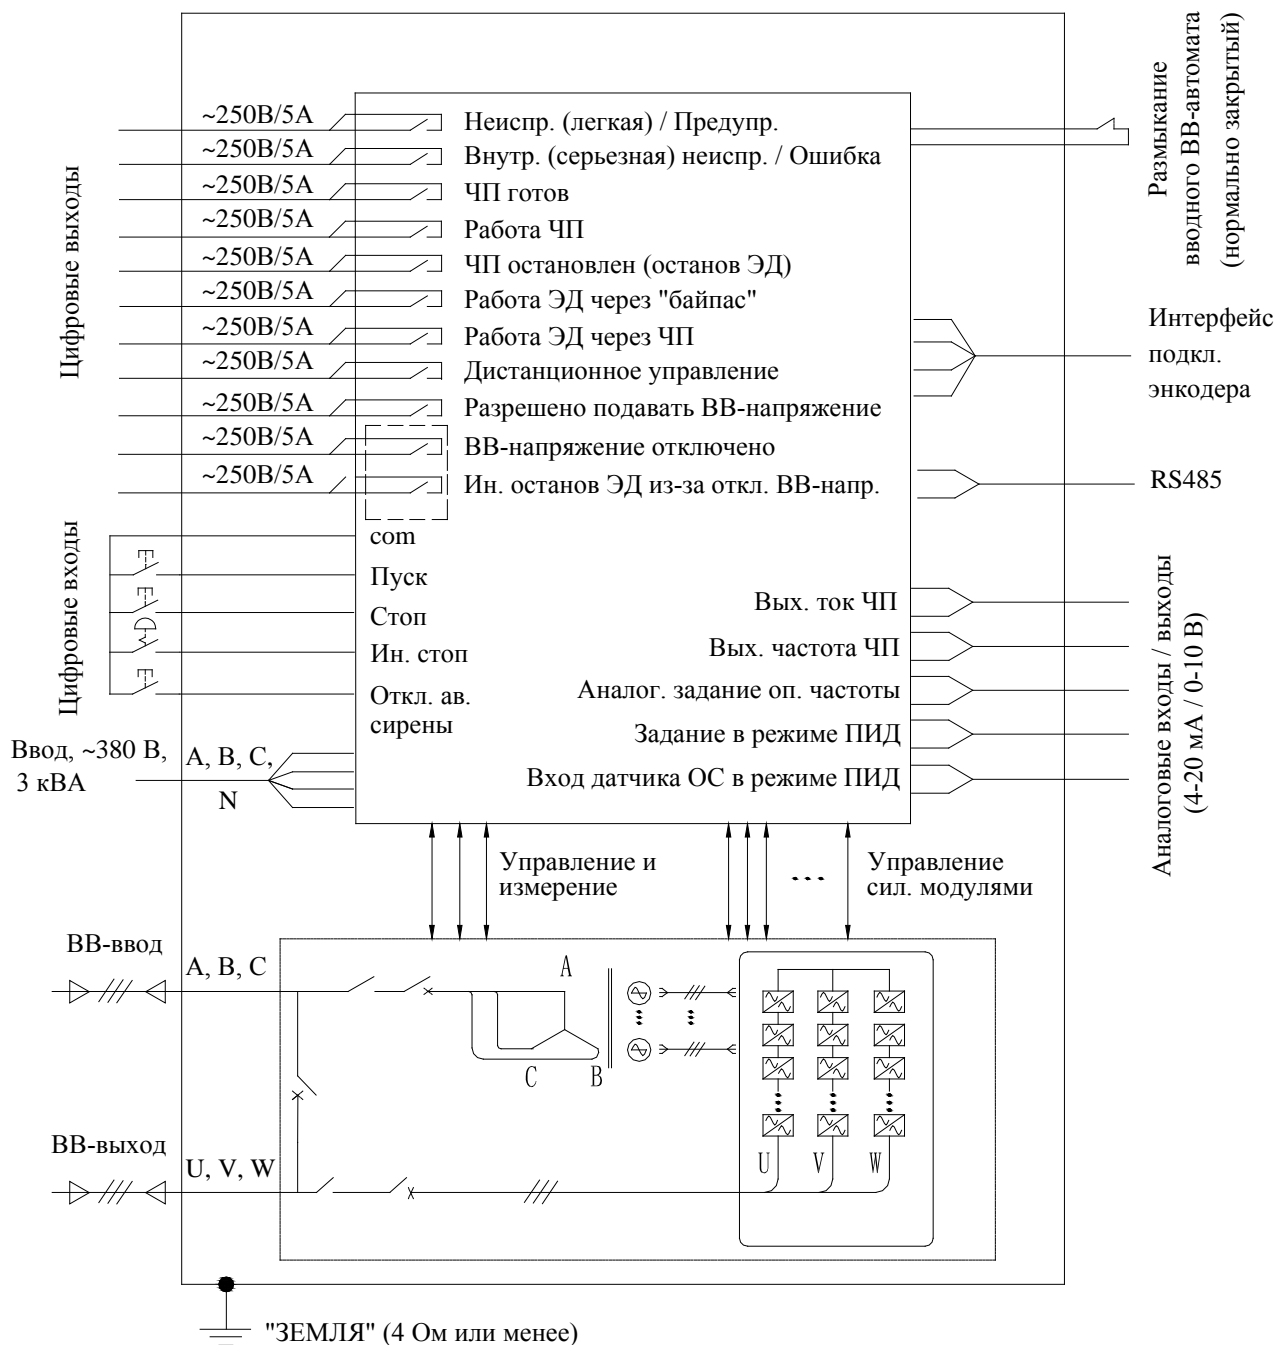 Цифровые выходы
~250В/5А
Неиспр. (легкая) / Предупр.
~250В/5А
Внутр. (серьезная) неиспр. / Ошибка
~250В/5А
ЧП готов
~250В/5А
Работа ЧП
~250В/5А
ЧП остановлен (останов ЭД)
~250В/5А
Работа ЭД через "байпас"
~250В/5А
Работа ЭД через ЧП
~250В/5А
Дистанционное управление
~250В/5А
Разрешено подавать ВВ-напряжение
~250В/5А
ВВ-напряжение отключено
~250В/5А
Ин. останов ЭД из-за откл. ВВ-напр.
Размыкание
вводного ВВ-автомата
(нормально закрытый)
Интерфейс
подкл.
энкодера
RS485
Цифровые входы
com
Пуск
Стоп
Ин. стоп
Откл. ав.
сирены
Ввод, ~380 В,
3 кВА
A, B, C,
N
Вых. ток ЧП
Вых. частота ЧП
Аналог. задание оп. частоты
Задание в режиме ПИД
Вход датчика ОС в режиме ПИД
Аналоговые входы / выходы
(4-20 мА / 0-10 В)
Управление и
измерение
Управление
сил. модулями
ВВ-ввод
A, B, C
A
C
B
U
V
W
ВВ-выход
U, V, W
"ЗЕМЛЯ" (4 Ом или менее)